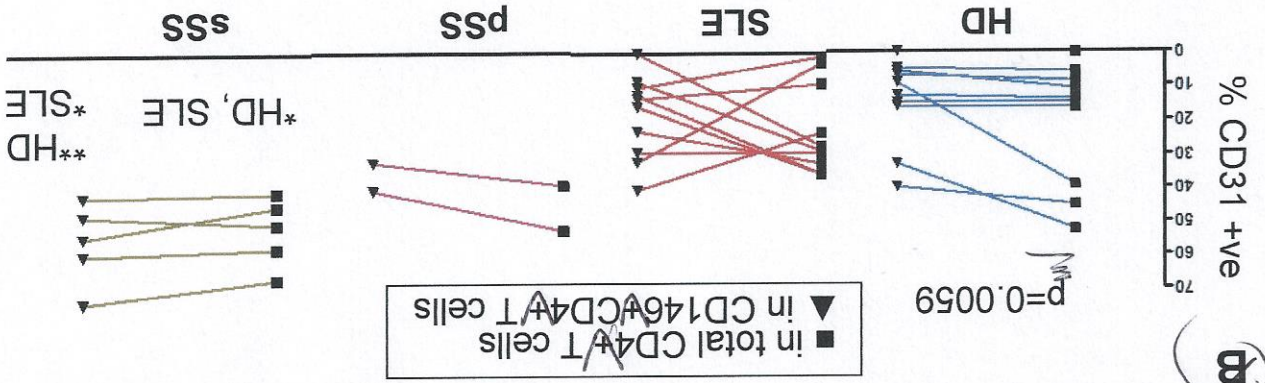 B
p=0.0059
■ in total CD4+ T cells
▲ in CD146+CD4+ T cells
% CD31 +ve
70
60
50
40
30
20
10
0
HD
SLE
pSS
sSS
*HD, SLE
**HD
*SLE